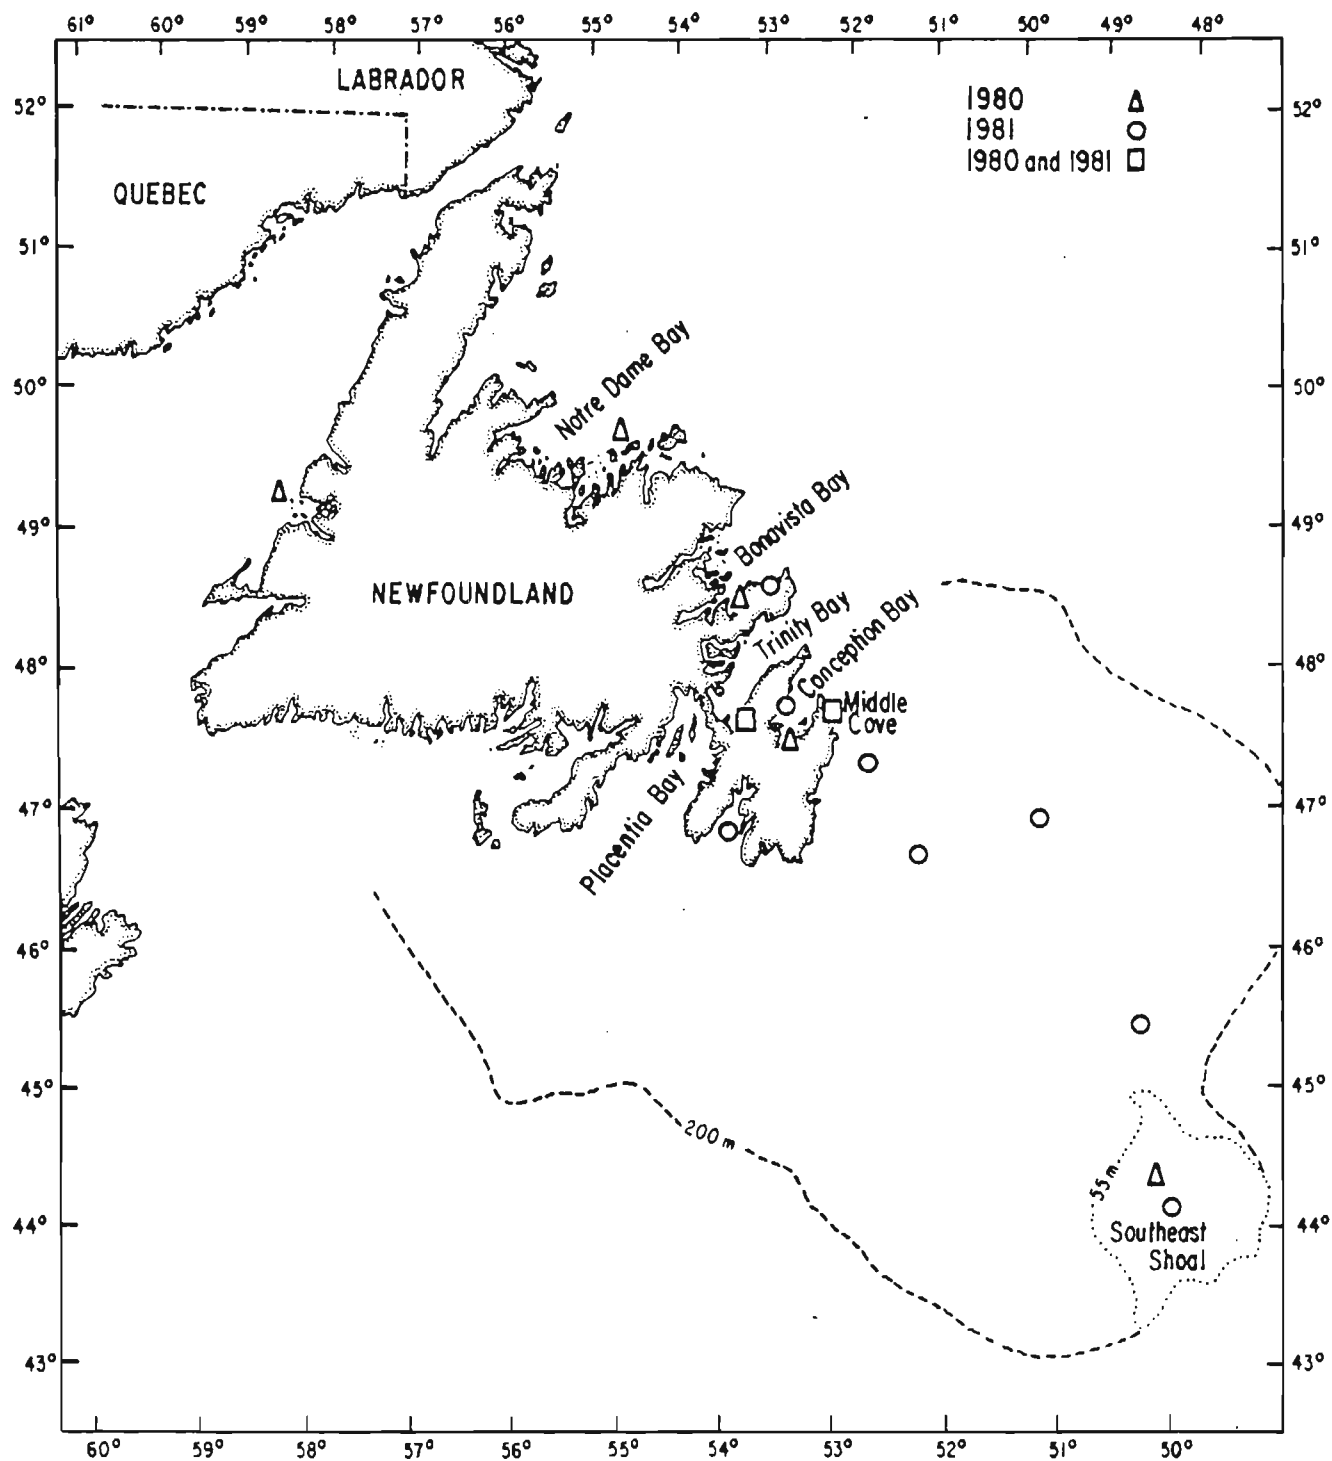 61° 60° 59° 58° 57° 56° 55° 54° 53° 52° 51° 50° 49° 48°
LABRADOR
1980
52° 52°
1981
1980 and 1981
QUEBEC
51° 51°
Notre Dame Bay
50° 50°
Bonavista Bay
49° 49°
NEWFOUNDLAND
Trinity Bay
Conception Bay
48° 48°
Middle
Cove
47° 47°
Placentia Bay
46° 46°
45° 45°
200 m
55 m
44° 44°
Southeast
Shoal
43° 43°
60° 59° 58° 57° 56° 55° 54° 53° 52° 51° 50°